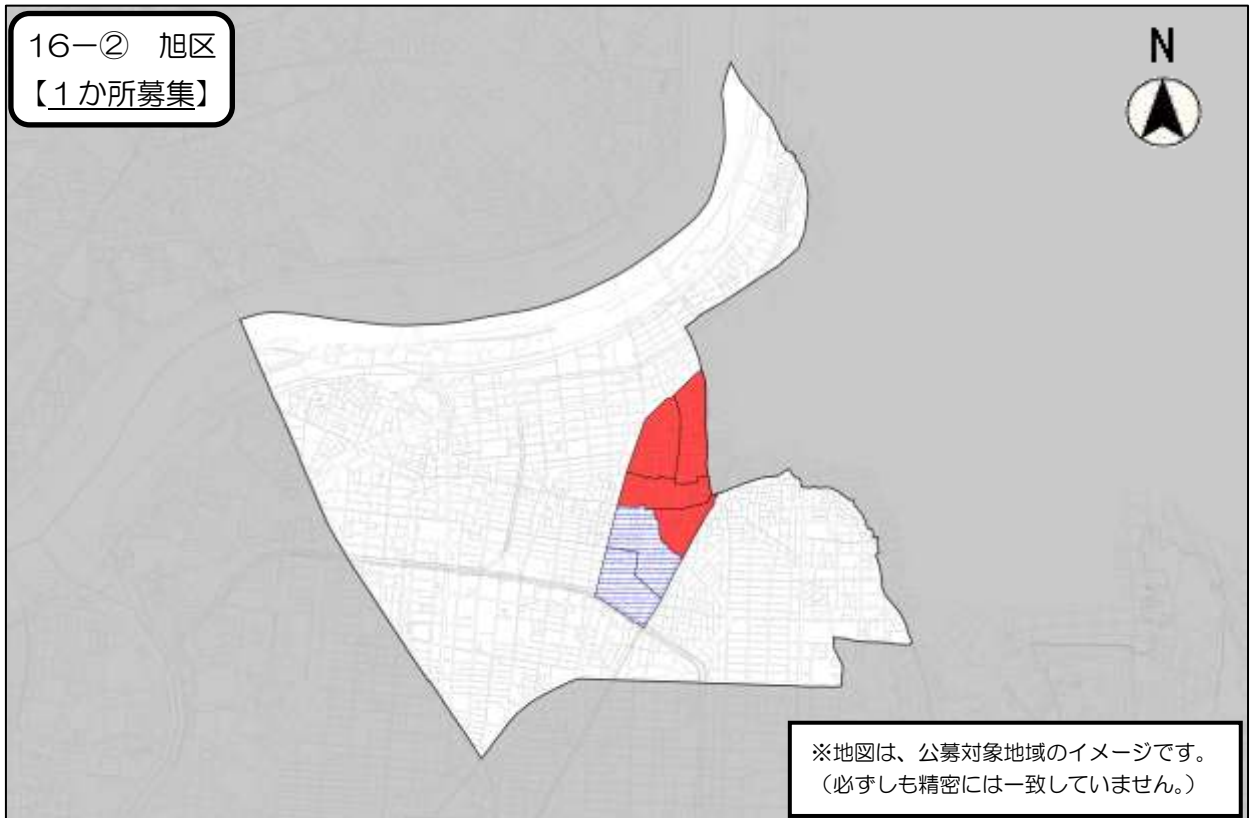 16－②　旭区
【１か所募集】
N
※地図は、公募対象地域のイメージです。
（必ずしも精密には一致していません。）